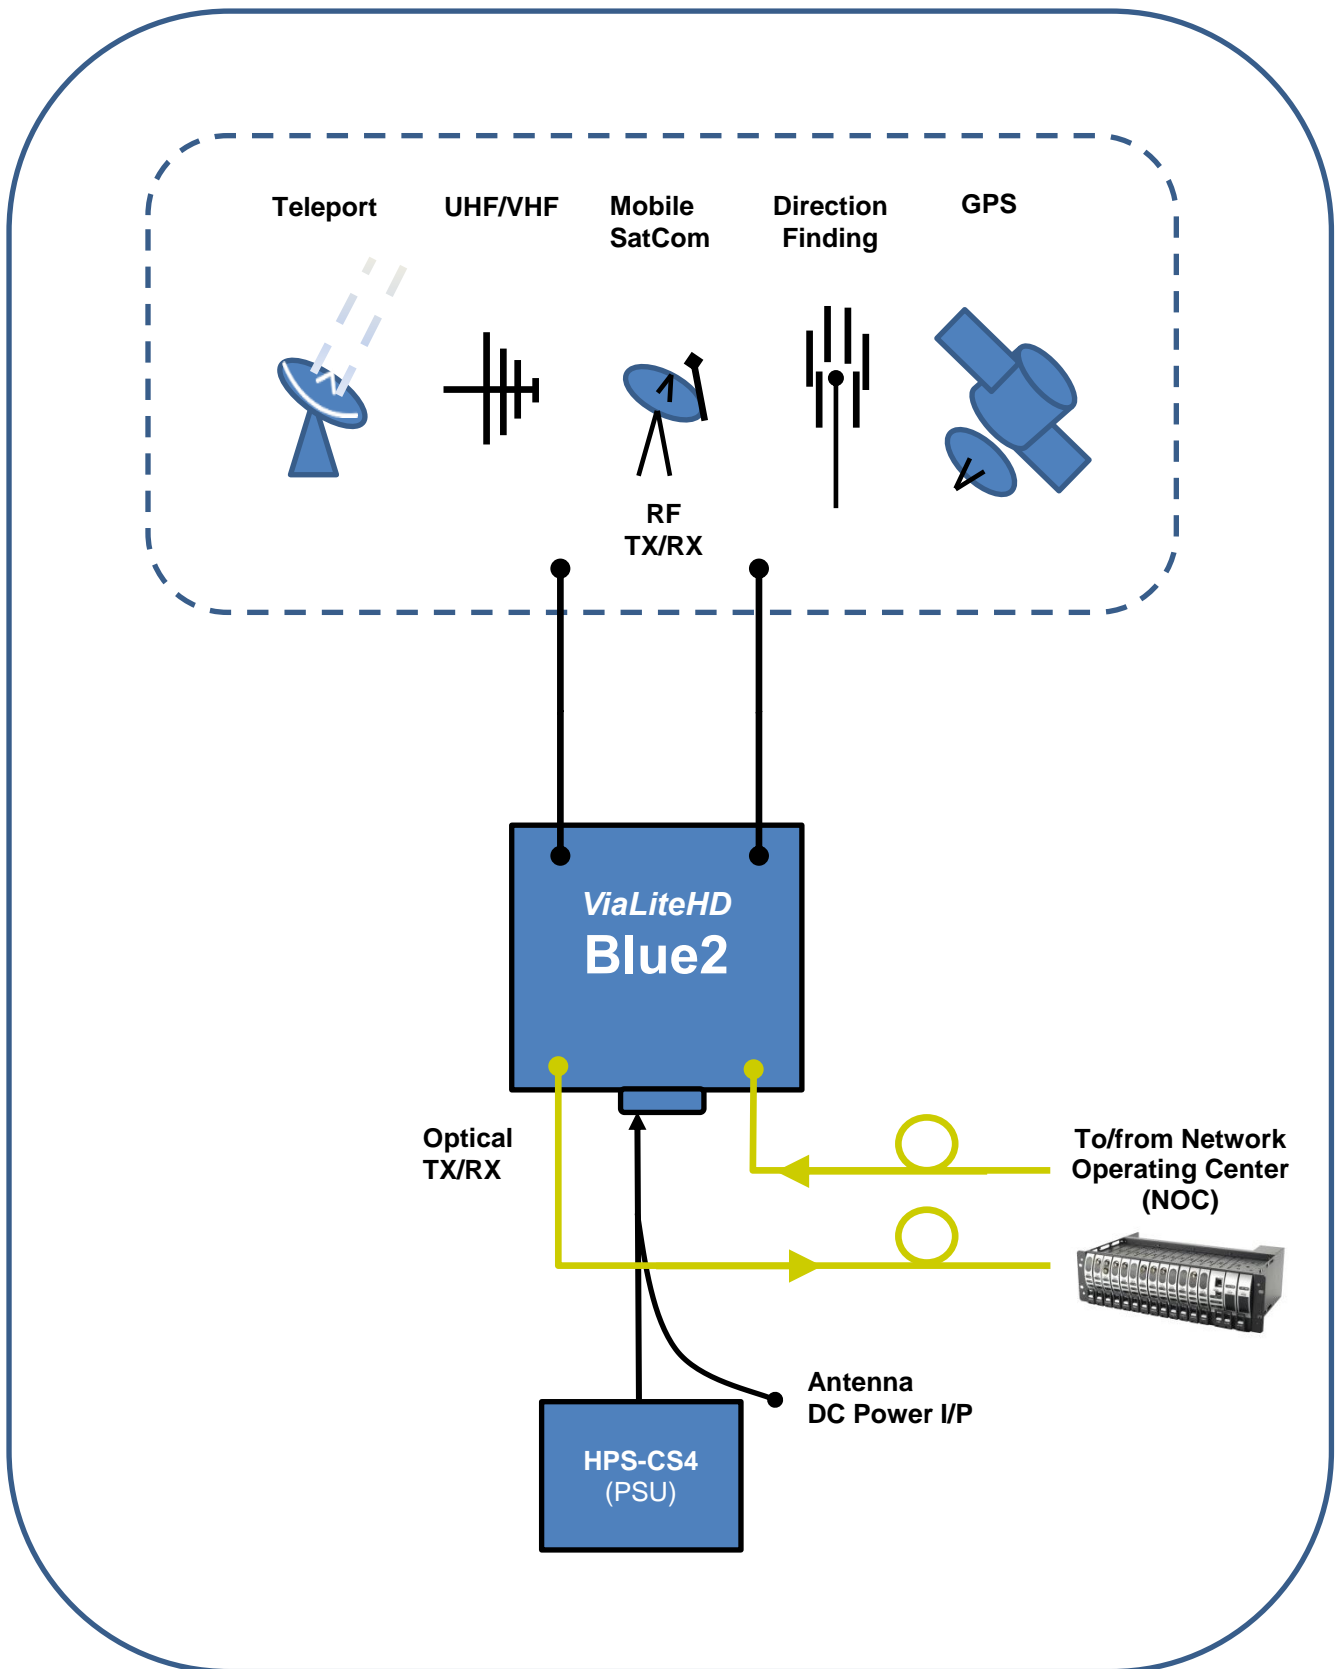 Teleport
UHF/VHF
Mobile
SatCom
Direction
Finding
GPS
RF
TX/RX
ViaLiteHD
Blue2
Optical
TX/RX
To/from Network
Operating Center
(NOC)
Antenna
DC Power I/P
HPS-CS4
(PSU)